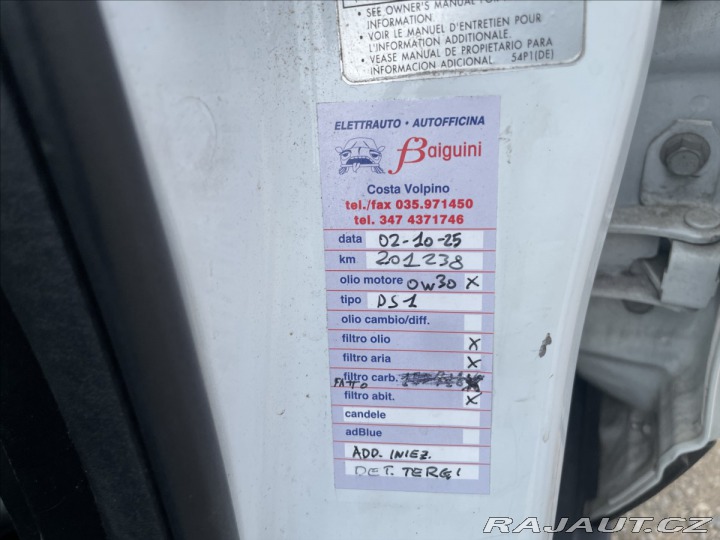 • SEE OWNER'S MANUAL FOR
INFORMATION.
• VOIR LE MANUEL D'ENTRETIEN POUR
L'INFORMATION ADDITIONALE.
• VEASE MANUAL DE PROPIETARIO PARA
INFORMACION ADICIONAL. 54P1(DE)
ELETTRAUTO • AUTOFFICINA
Baiguini
Costa Volpino
tel./fax 035.971450
tel. 347 4371746
data 02-10-25
km 201238
olio motore 0W30 X
tipo DS1
olio cambio/diff.
filtro olio X
filtro aria X
filtro carb. X
FATTO
filtro abit. X
candele
adBlue
ADD. INIEZ.
DET. TERGI
RAJAUT.CZ